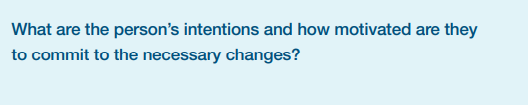 What are the person’s intentions and how motivated are they
to commit to the necessary changes?